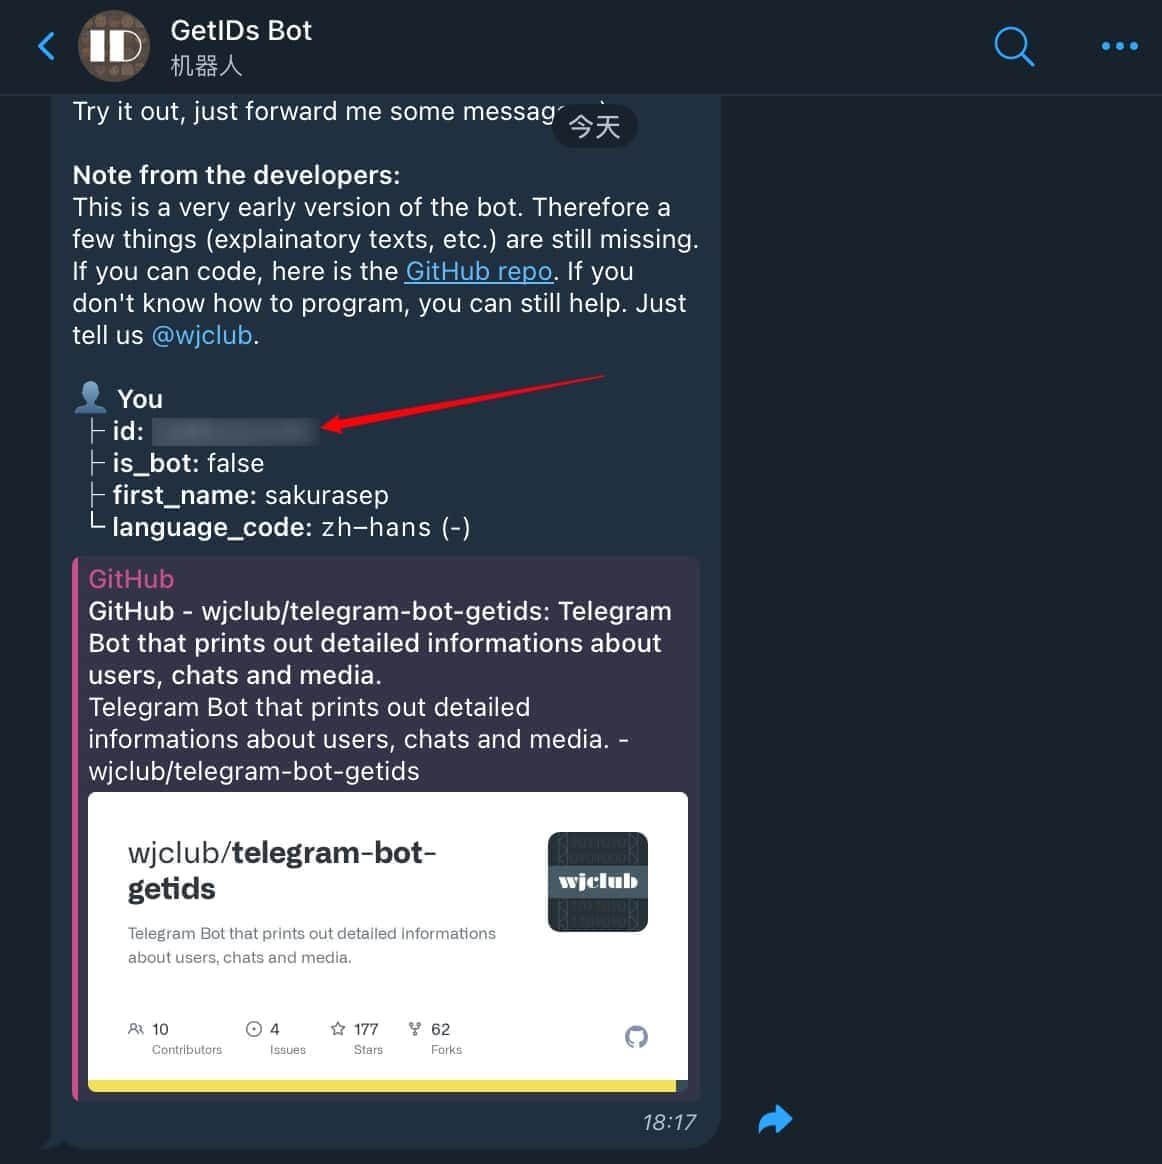 GetIDs Bot
机器人
Try it out, just forward me some
今天
Note from the developers:
This is a very early version of the bot. Therefore a
few things (explainatory texts, etc.) are still missing.
If you can code, here is the GitHub repo. If you
don't know how to program, you can still help. Just
tell us @wjclub.
You
├ id:
├ is_bot: false
├ first_name: sakurasep
└ language_code: zh-hans (-)
GitHub
GitHub - wjclub/telegram-bot-getids: Telegram
Bot that prints out detailed informations about
users, chats and media.
Telegram Bot that prints out detailed
informations about users, chats and media. -
wjclub/telegram-bot-getids
wjclub/telegram-bot-
getids
wjclub
Telegram Bot that prints out detailed informations
about users, chats and media.
10 4 177 62
Contributors Issues Stars Forks
18:17